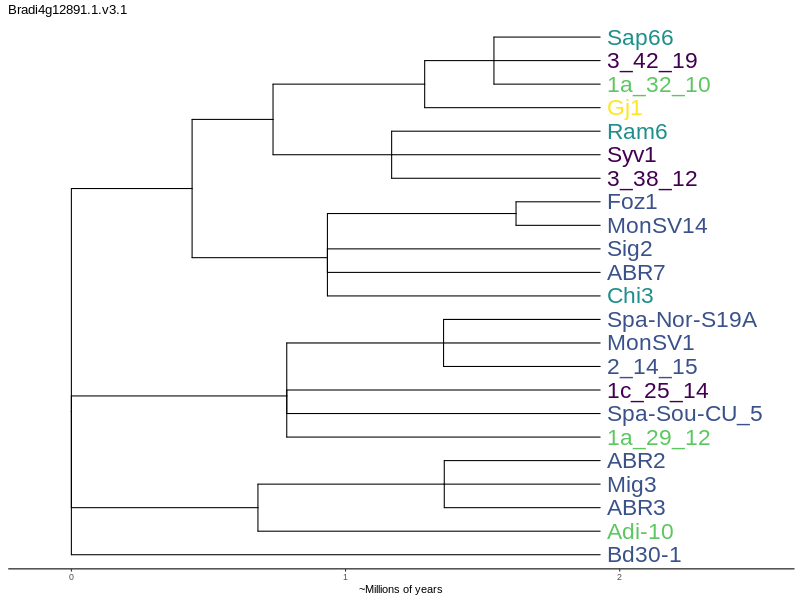 Bradi4g12891.1.v3.1
Sap66
3_42_19
1a_32_10
Gj1
Ram6
Syv1
3_38_12
Foz1
MonSV14
Sig2
ABR7
Chi3
Spa-Nor-S19A
MonSV1
2_14_15
1c_25_14
Spa-Sou-CU_5
1a_29_12
ABR2
Mig3
ABR3
Adi-10
Bd30-1
0 1 2
~Millions of years